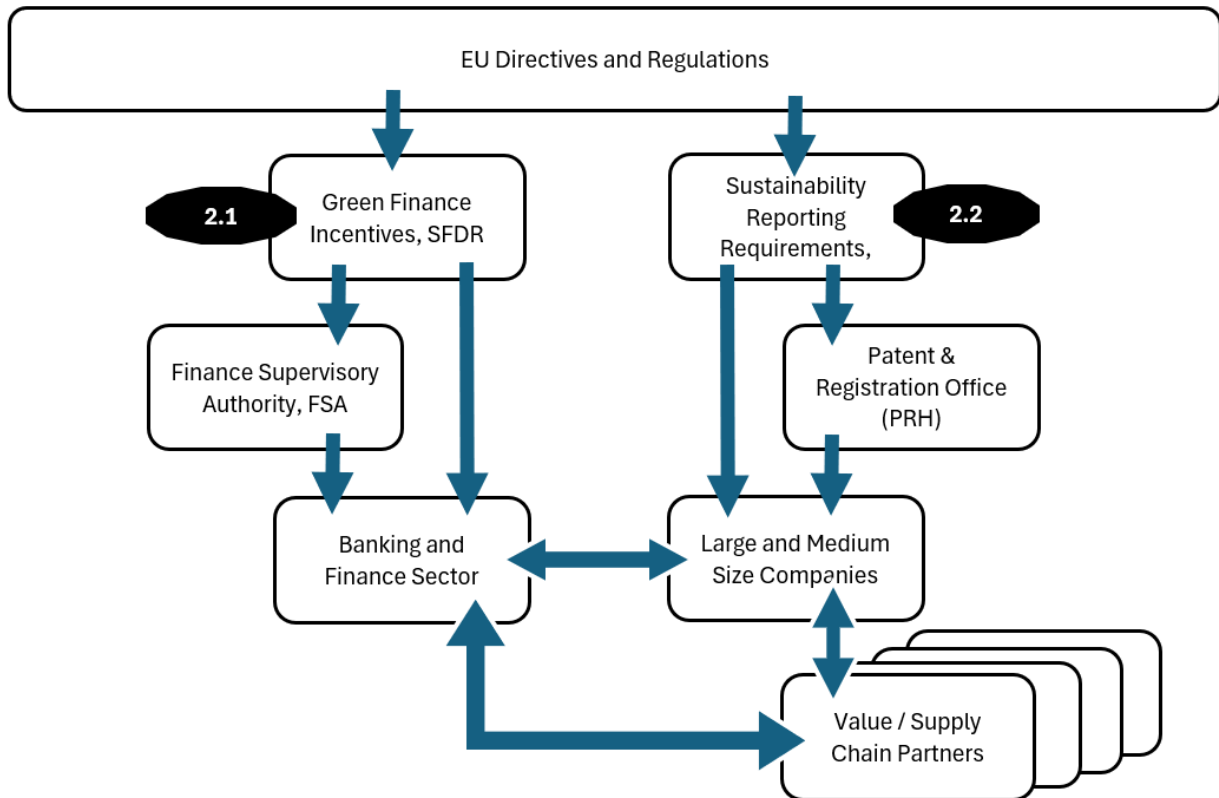 EU Directives and Regulations
2.1
Green Finance
Incentives, SFDR
Sustainability
Reporting
Requirements,
2.2
Finance Supervisory
Authority, FSA
Patent &
Registration Office
(PRH)
Banking and
Finance Sector
Large and Medium
Size Companies
Value / Supply
Chain Partners